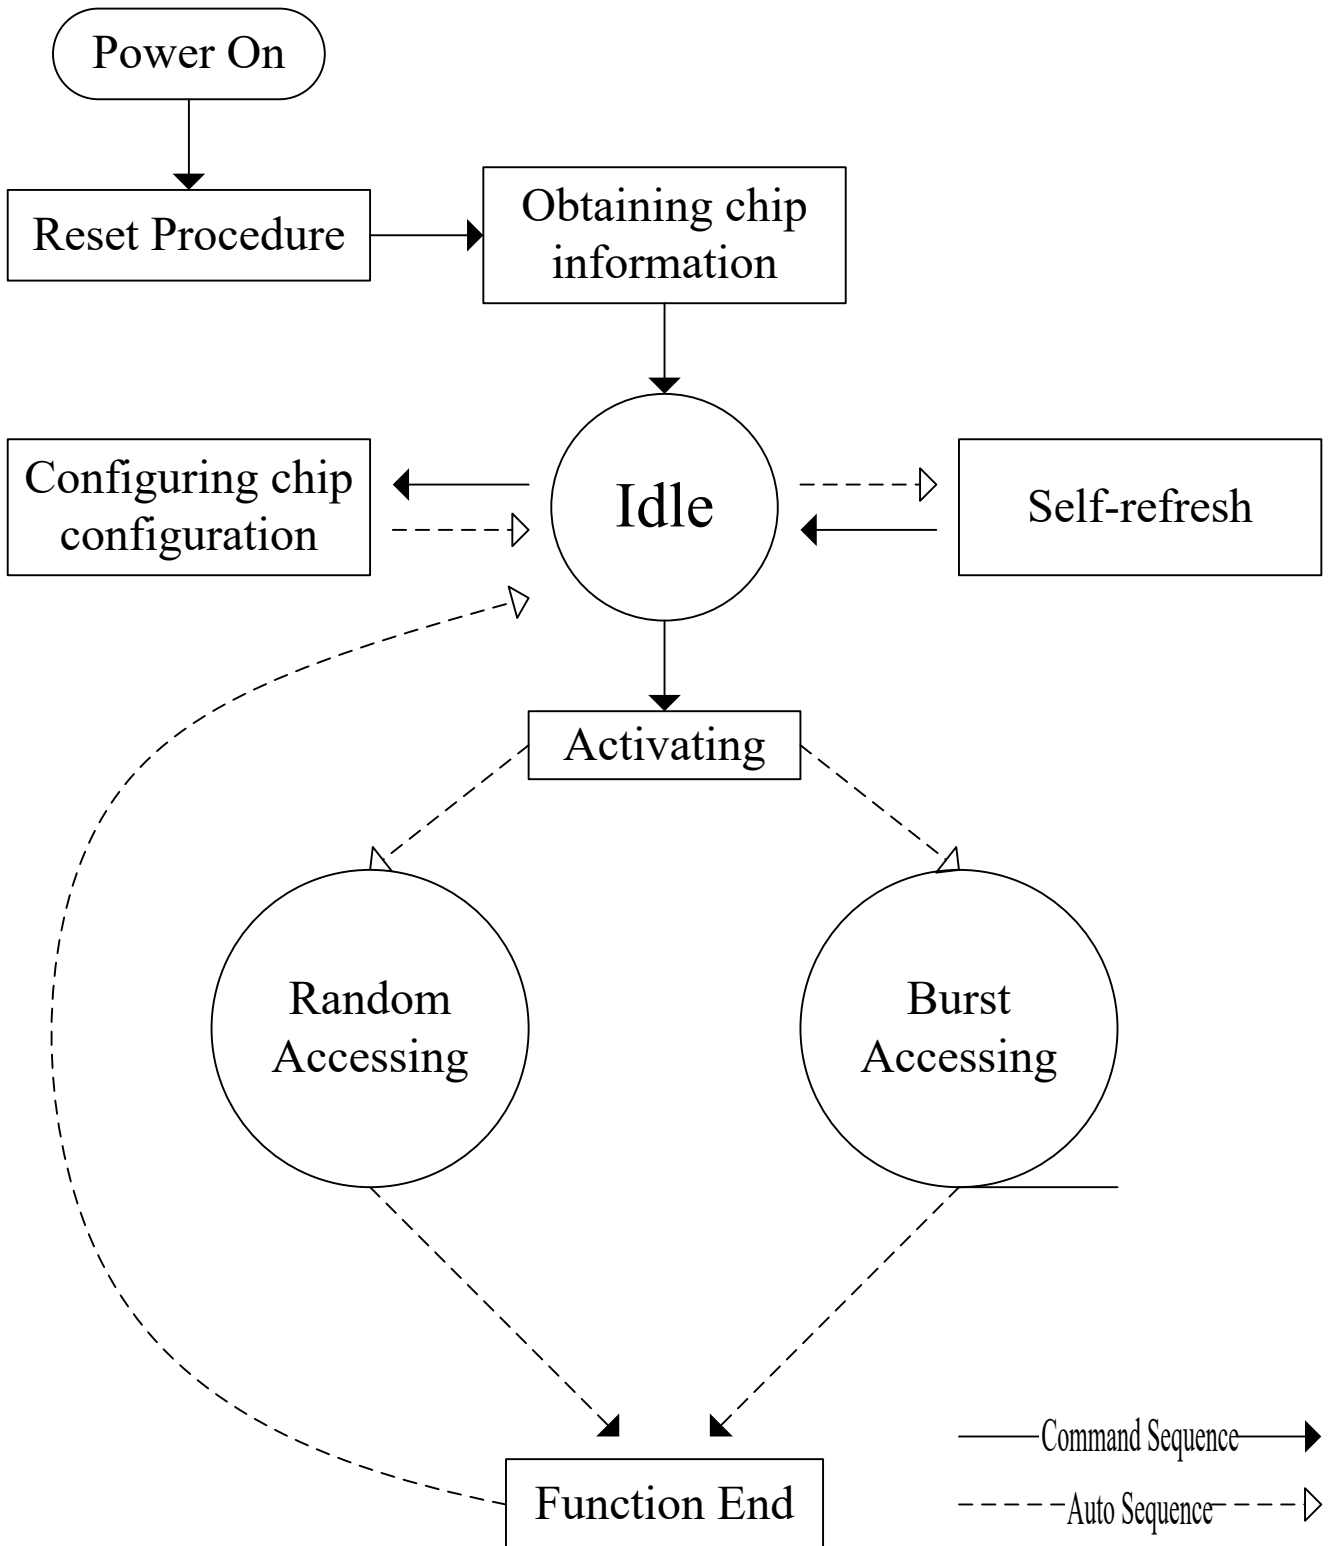 Power On
Reset Procedure
Obtaining chip
information
Configuring chip
configuration
Idle
Self-refresh
Activating
Random
Accessing
Burst
Accessing
Function End
Command Sequence
Auto Sequence